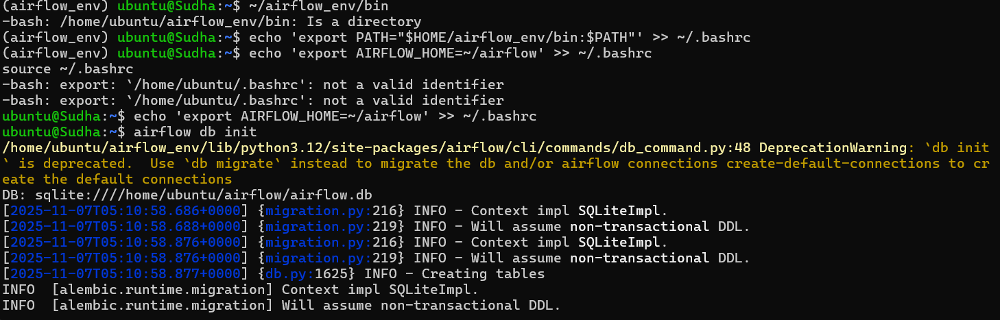 (airflow_env) ubuntu@Sudha:~$ ~/airflow_env/bin
-bash: /home/ubuntu/airflow_env/bin: Is a directory
(airflow_env) ubuntu@Sudha:~$ echo 'export PATH="$HOME/airflow_env/bin:$PATH"' >> ~/.bashrc
(airflow_env) ubuntu@Sudha:~$ echo 'export AIRFLOW_HOME=~/airflow' >> ~/.bashrc
source ~/.bashrc
-bash: export: `/home/ubuntu/.bashrc': not a valid identifier
-bash: export: `/home/ubuntu/.bashrc': not a valid identifier
ubuntu@Sudha:~$ echo 'export AIRFLOW_HOME=~/airflow' >> ~/.bashrc
ubuntu@Sudha:~$ airflow db init
/home/ubuntu/airflow_env/lib/python3.12/site-packages/airflow/cli/commands/db_command.py:48 DeprecationWarning: `db init
` is deprecated.  Use `db migrate` instead to migrate the db and/or airflow connections create-default-connections to cr
eate the default connections
DB: sqlite:////home/ubuntu/airflow/airflow.db
[2025-11-07T05:10:58.686+0000] {migration.py:216} INFO - Context impl SQLiteImpl.
[2025-11-07T05:10:58.688+0000] {migration.py:219} INFO - Will assume non-transactional DDL.
[2025-11-07T05:10:58.876+0000] {migration.py:216} INFO - Context impl SQLiteImpl.
[2025-11-07T05:10:58.876+0000] {migration.py:219} INFO - Will assume non-transactional DDL.
[2025-11-07T05:10:58.877+0000] {db.py:1625} INFO - Creating tables
INFO  [alembic.runtime.migration] Context impl SQLiteImpl.
INFO  [alembic.runtime.migration] Will assume non-transactional DDL.